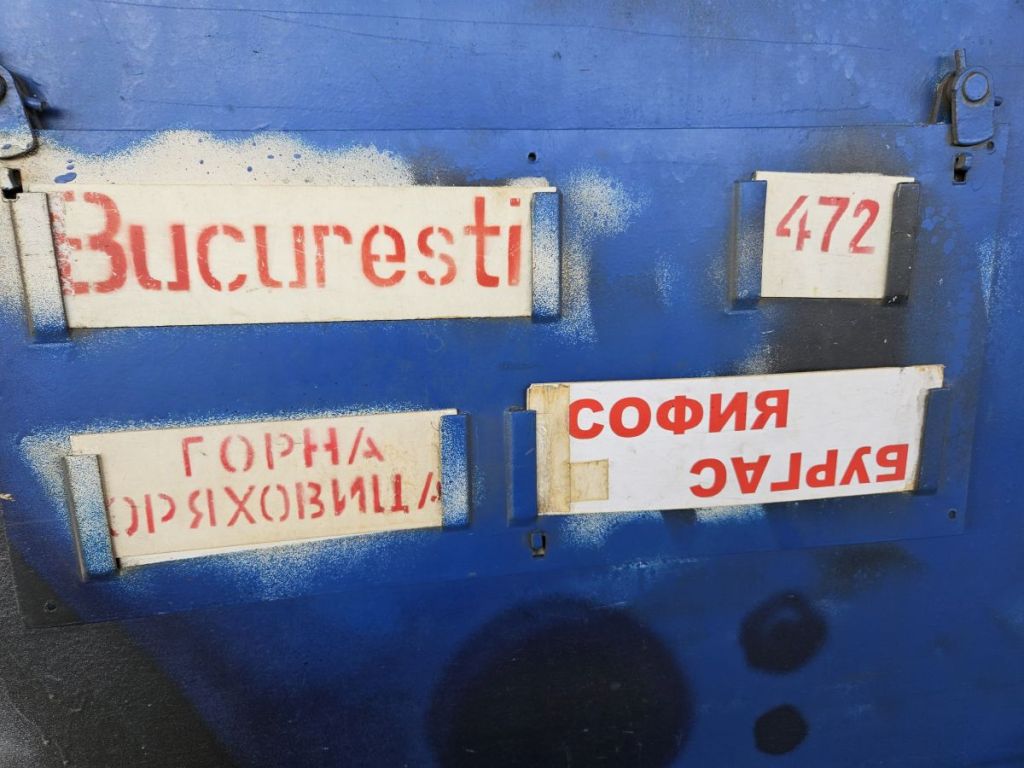 Bucuresti
472
ГОРНА
ОРЯХОВИЦА
СОФИЯ
БУРГАС